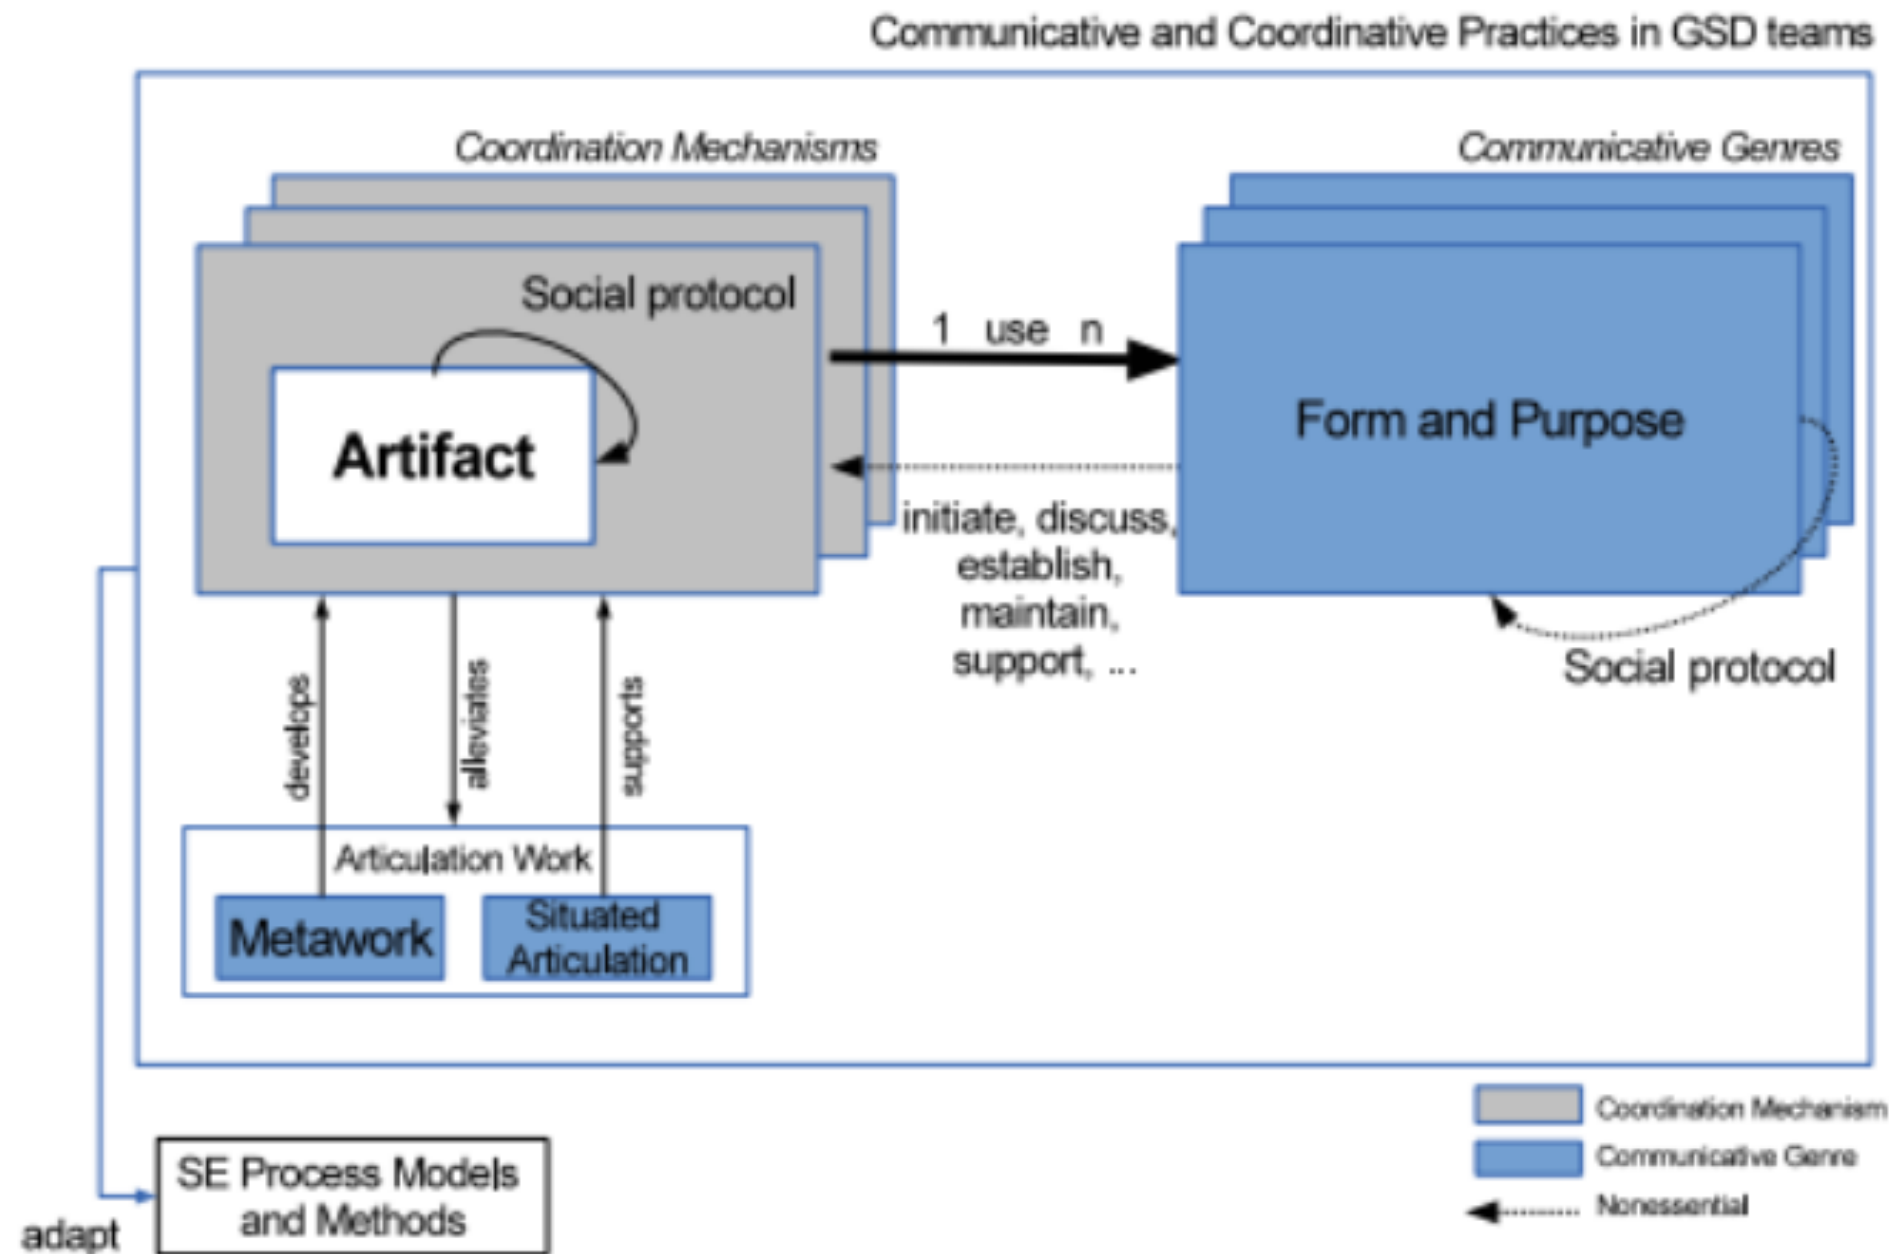 Communicative and Coordinative Practices in GSD teams
Coordination Mechanisms
Communicative Genres
Social protocol
Artifact
1 use n
Form and Purpose
initiate, discuss,
establish,
maintain,
support, ...
Social protocol
develops
alleviates
supports
Articulation Work
Metawork
Situated
Articulation
Coordination Mechanism
Communicative Genre
Nonessential
SE Process Models
and Methods
adapt